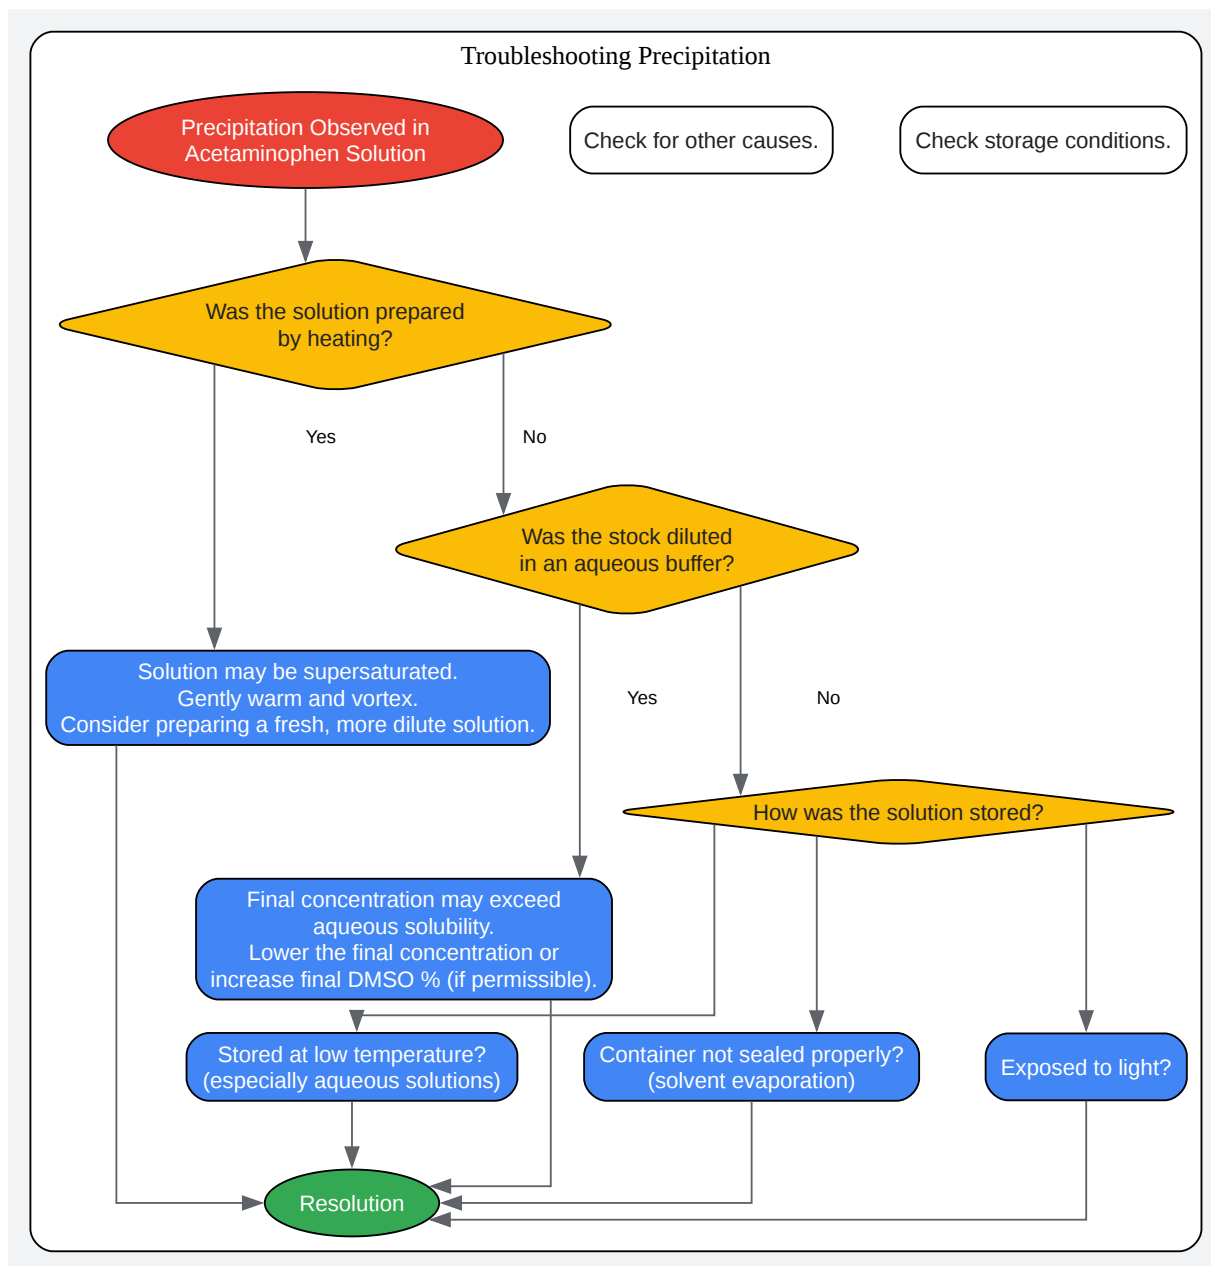 Troubleshooting Precipitation
Precipitation Observed in
Acetaminophen Solution
Check for other causes.
Check storage conditions.
Was the solution prepared
by heating?
Yes
No
Was the stock diluted
in an aqueous buffer?
Solution may be supersaturated.
Gently warm and vortex.
Consider preparing a fresh, more dilute solution.
Yes
No
How was the solution stored?
Final concentration may exceed
aqueous solubility.
Lower the final concentration or
increase final DMSO % (if permissible).
Stored at low temperature?
(especially aqueous solutions)
Container not sealed properly?
(solvent evaporation)
Exposed to light?
Resolution